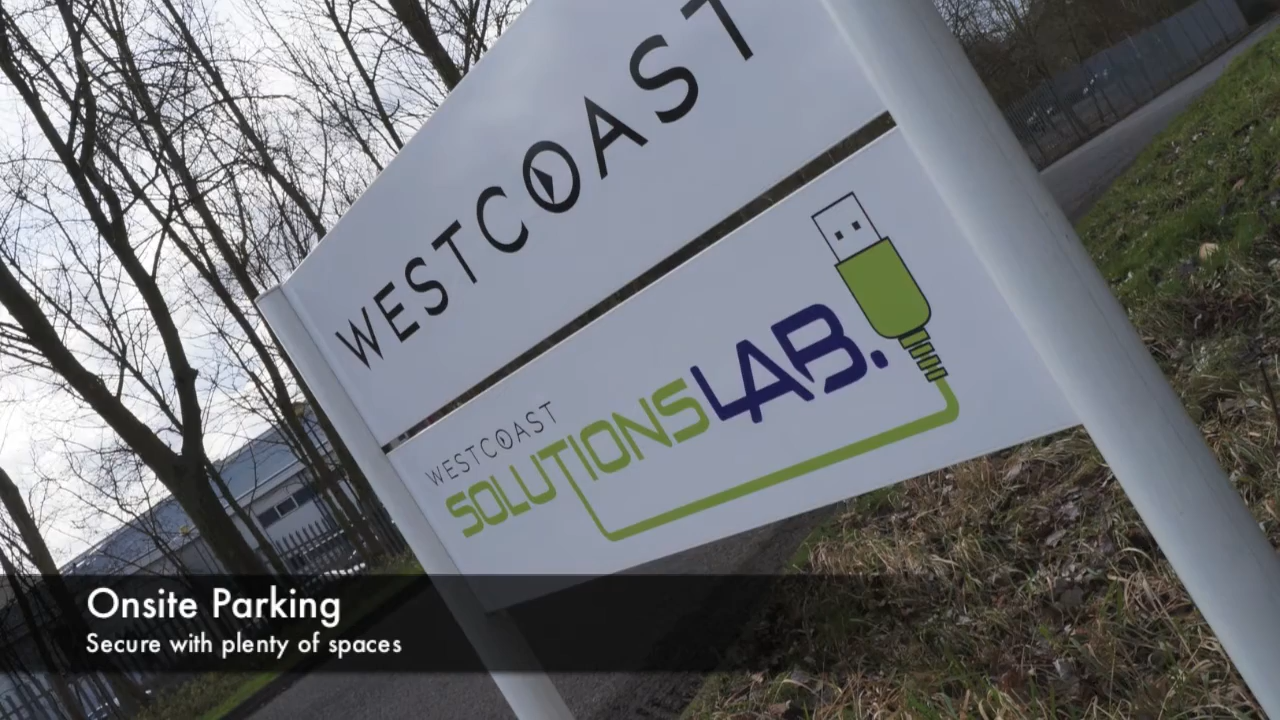 WESTCOAST
WESTCOAST
SOLUTIONSLAB.
Onsite Parking
Secure with plenty of spaces